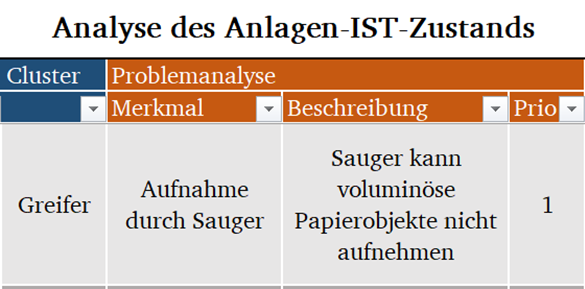 Analyse des Anlagen-IST-Zustands
Cluster Problemanalyse
Merkmal Beschreibung Prio
Greifer
Aufnahme
durch Sauger
Sauger kann
voluminöse
Papierobjekte nicht
aufnehmen
1